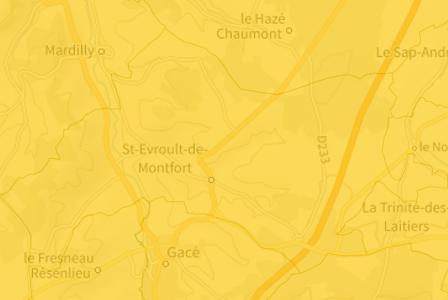 le Hazé
Chaumont
Mardilly
Le Sap-André
St-Evroult-de-
Montfort
D233
le No
La Trinité-des-
Laitiers
le Fresneau
Résenlieu
Gacé